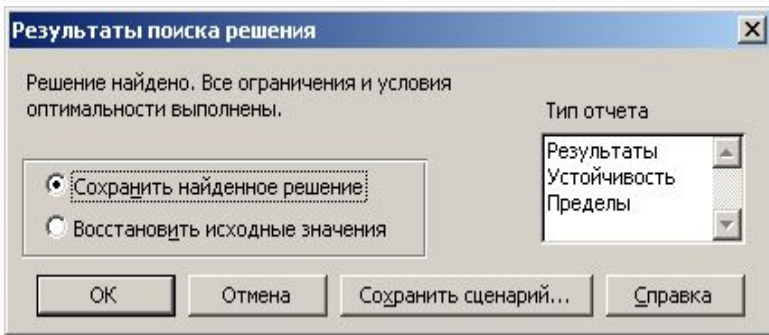 Результаты поиска решения
Решение найдено. Все ограничения и условия
оптимальности выполнены.
Тип отчета
Результаты
Устойчивость
Пределы
Сохранить найденное решение
Восстановить исходные значения
ОК
Отмена
Сохранить сценарий...
Справка